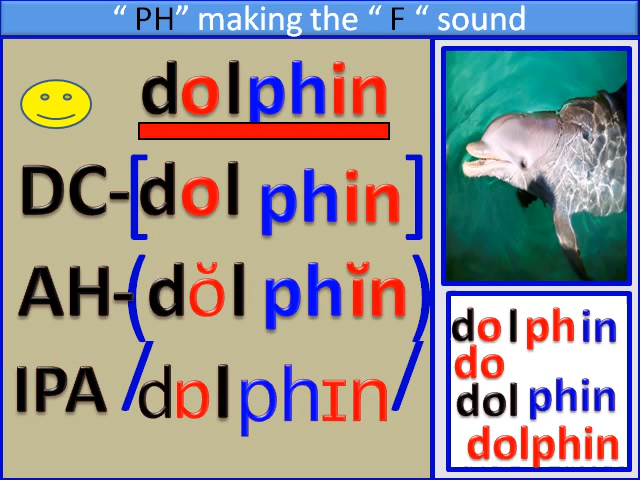 “ PH” making the “ F “ sound
dolphin
DC-[dol phin]
AH-(dŏl phĭn)
IPA /dɒlphɪn/
dolphin
do
dol phin
dolphin